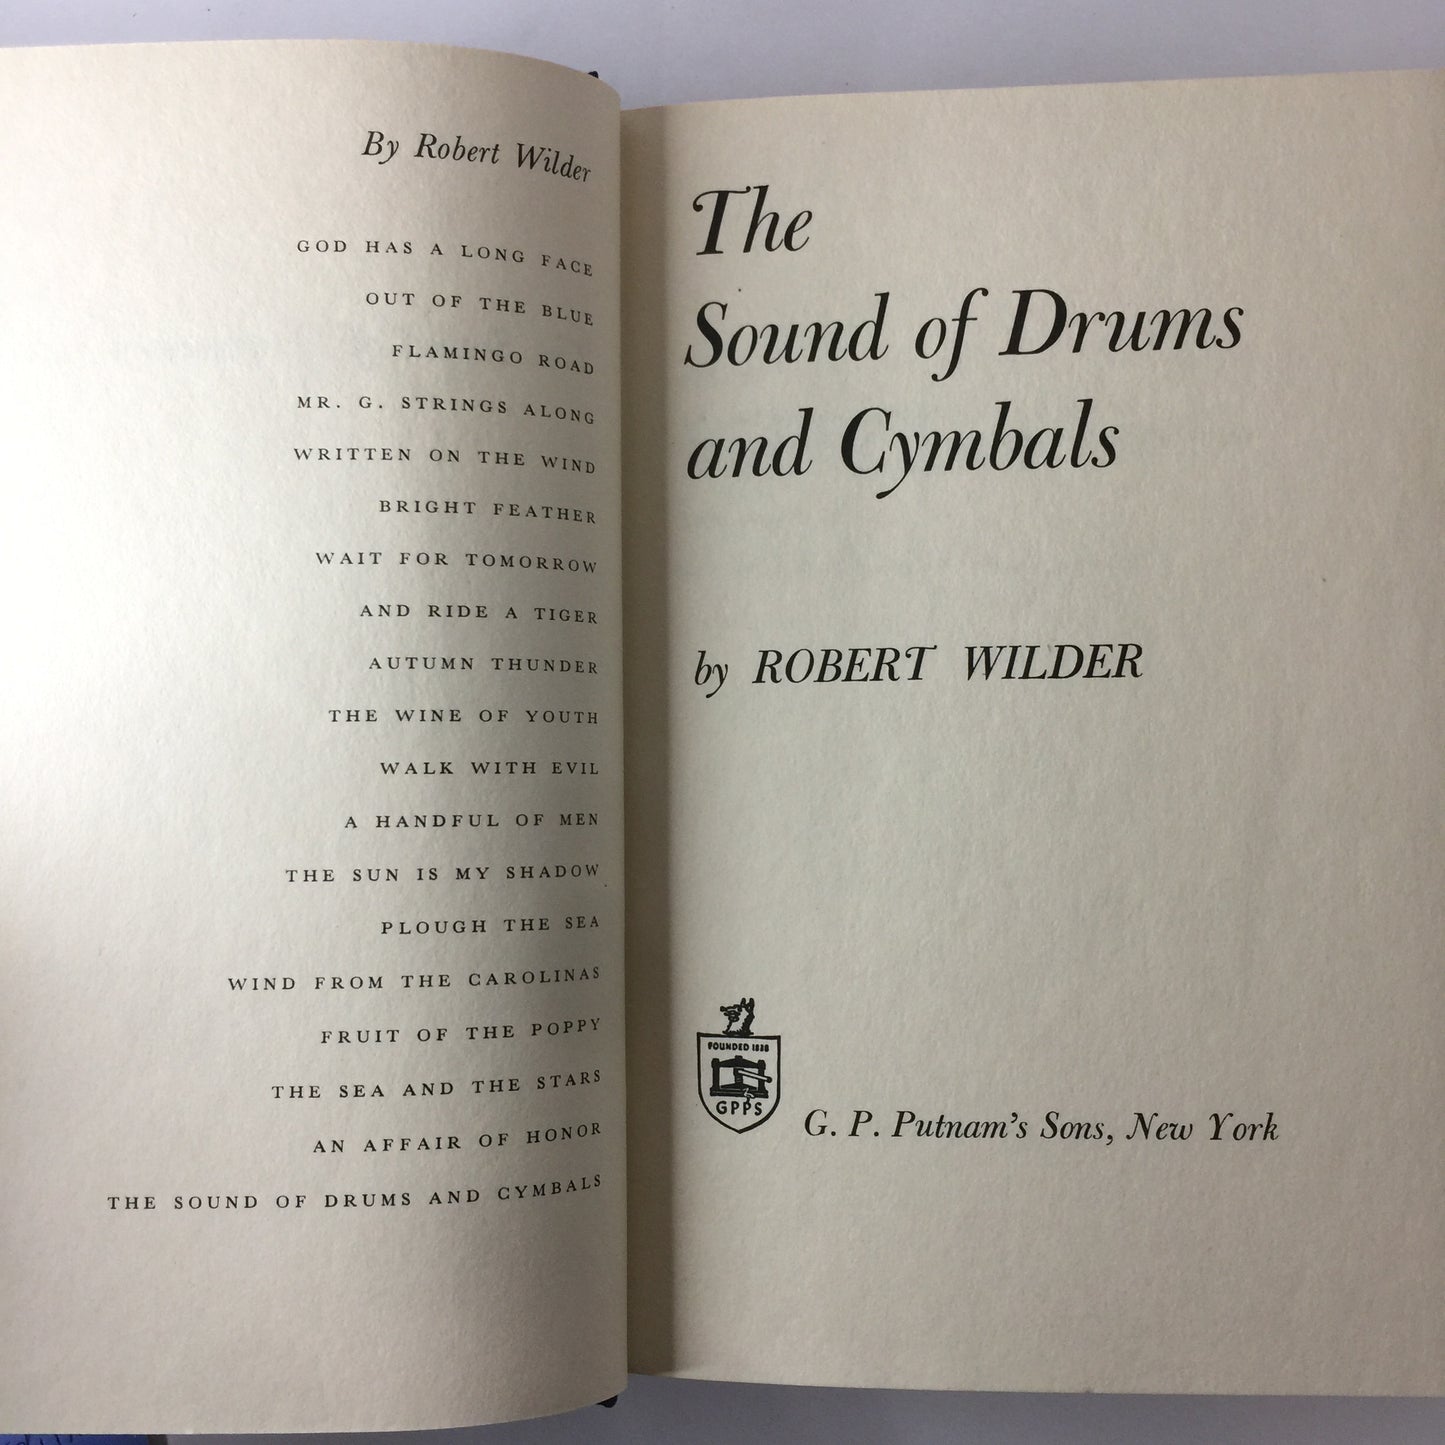 By Robert Wilder
GOD HAS A LONG FACE
OUT OF THE BLUE
FLAMINGO ROAD
MR. G. STRINGS ALONG
WRITTEN ON THE WIND
BRIGHT FEATHER
WAIT FOR TOMORROW
AND RIDE A TIGER
AUTUMN THUNDER
THE WINE OF YOUTH
WALK WITH EVIL
A HANDFUL OF MEN
THE SUN IS MY SHADOW
PLOUGH THE SEA
WIND FROM THE CAROLINAS
FRUIT OF THE POPPY
THE SEA AND THE STARS
AN AFFAIR OF HONOR
THE SOUND OF DRUMS AND CYMBALS
The
Sound of Drums
and Cymbals
by ROBERT WILDER
FOUNDED 1838
GPPS
G. P. Putnam's Sons, New York